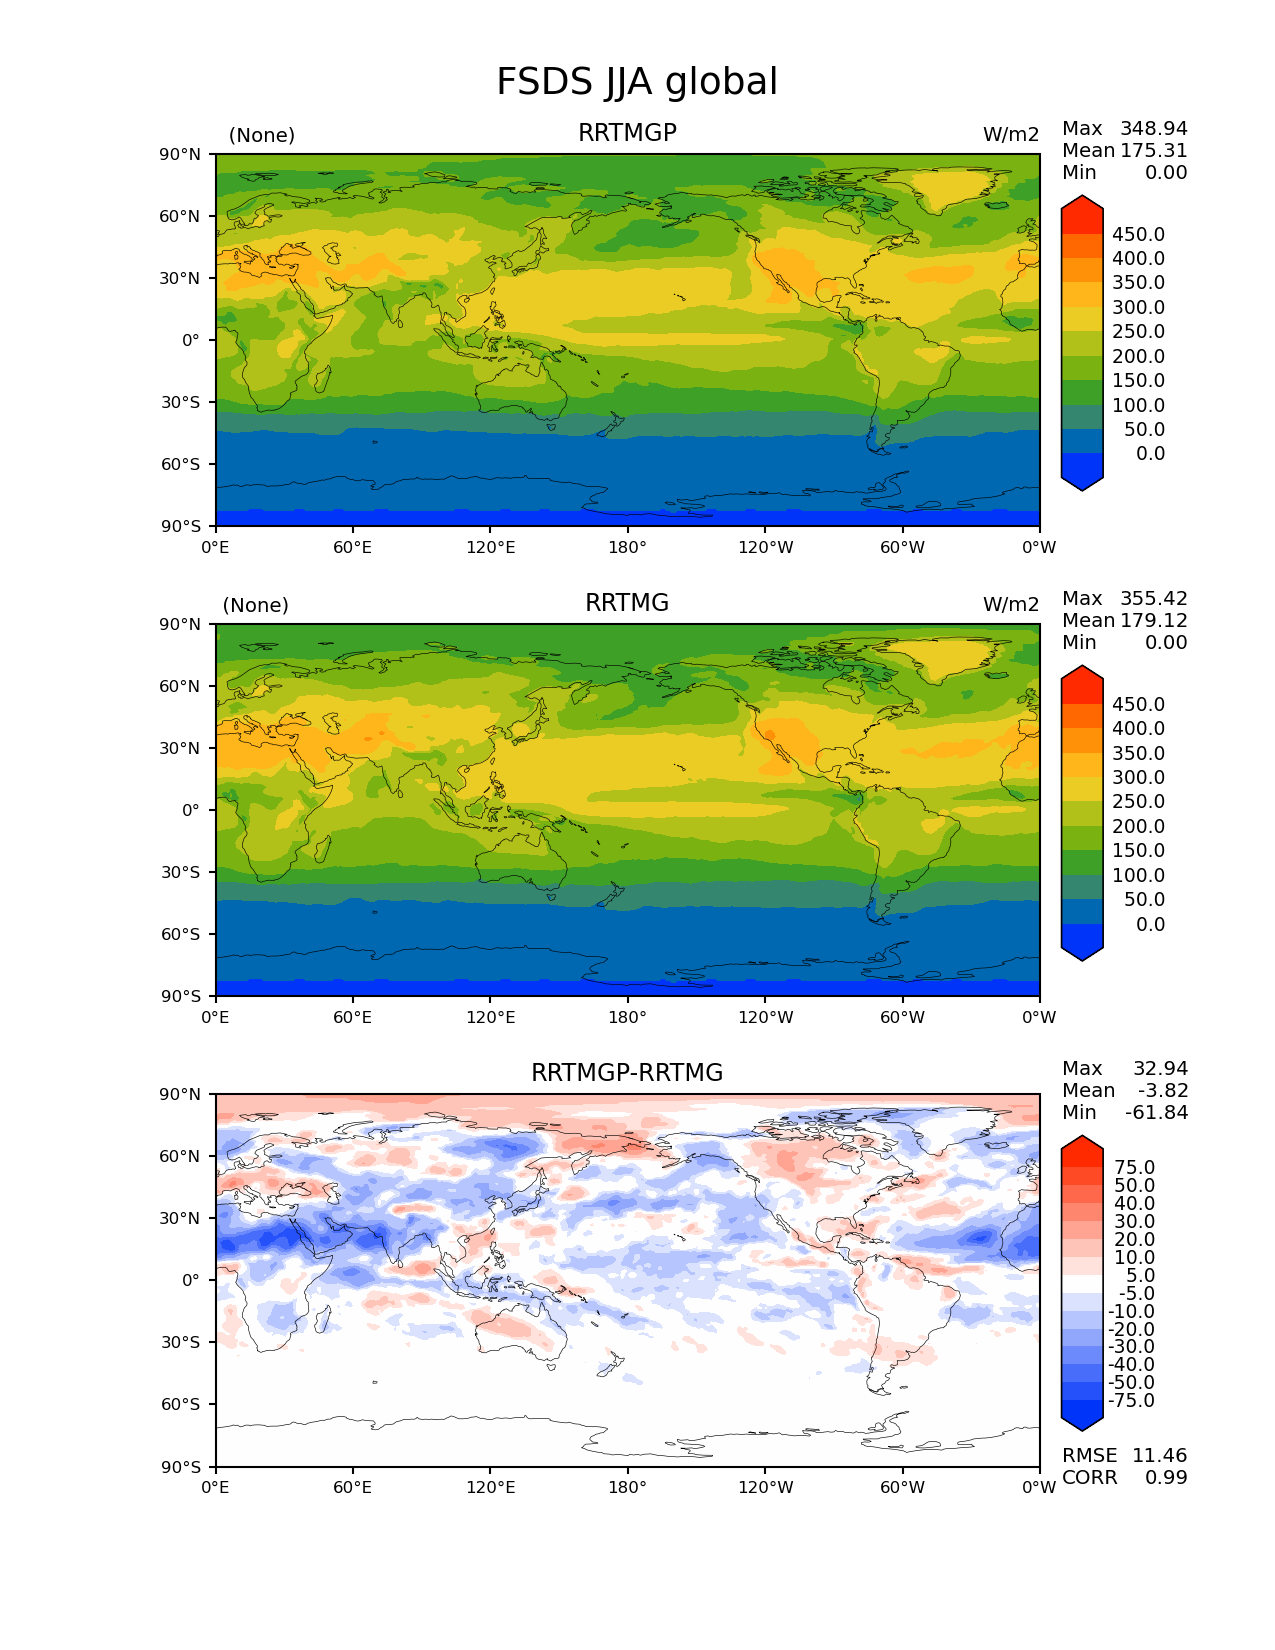 FSDS JJA global
(None) RRTMGP W/m2
Max 348.94
Mean 175.31
Min 0.00
90°N
60°N
30°N
0°
30°S
60°S
90°S
0°E 60°E 120°E 180° 120°W 60°W 0°W
450.0
400.0
350.0
300.0
250.0
200.0
150.0
100.0
50.0
0.0
(None) RRTMG W/m2
Max 355.42
Mean 179.12
Min 0.00
90°N
60°N
30°N
0°
30°S
60°S
90°S
0°E 60°E 120°E 180° 120°W 60°W 0°W
450.0
400.0
350.0
300.0
250.0
200.0
150.0
100.0
50.0
0.0
RRTMGP-RRTMG
Max 32.94
Mean -3.82
Min -61.84
90°N
60°N
30°N
0°
30°S
60°S
90°S
0°E 60°E 120°E 180° 120°W 60°W 0°W
75.0
50.0
40.0
30.0
20.0
10.0
5.0
-5.0
-10.0
-20.0
-30.0
-40.0
-50.0
-75.0
RMSE 11.46
CORR 0.99